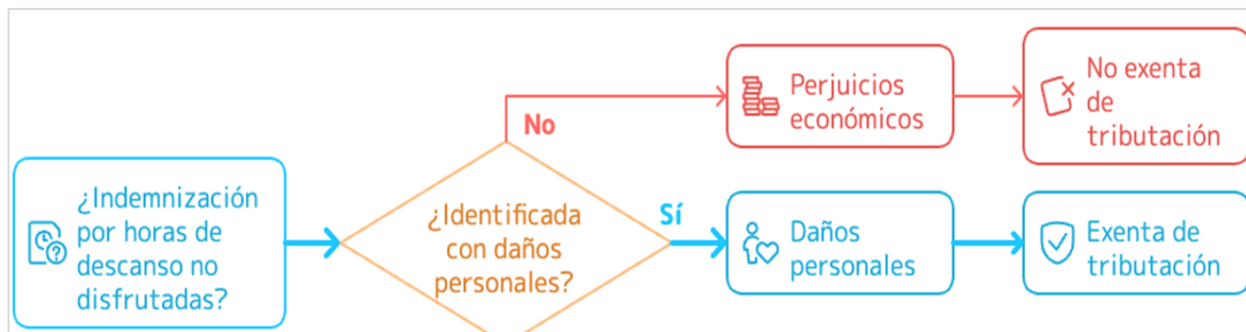 ¿Indemnización
por horas de
descanso no
disfrutadas?
¿Identificada
con daños
personales?
No
Perjuicios
económicos
No exenta
de
tributación
Sí
Daños
personales
Exenta de
tributación